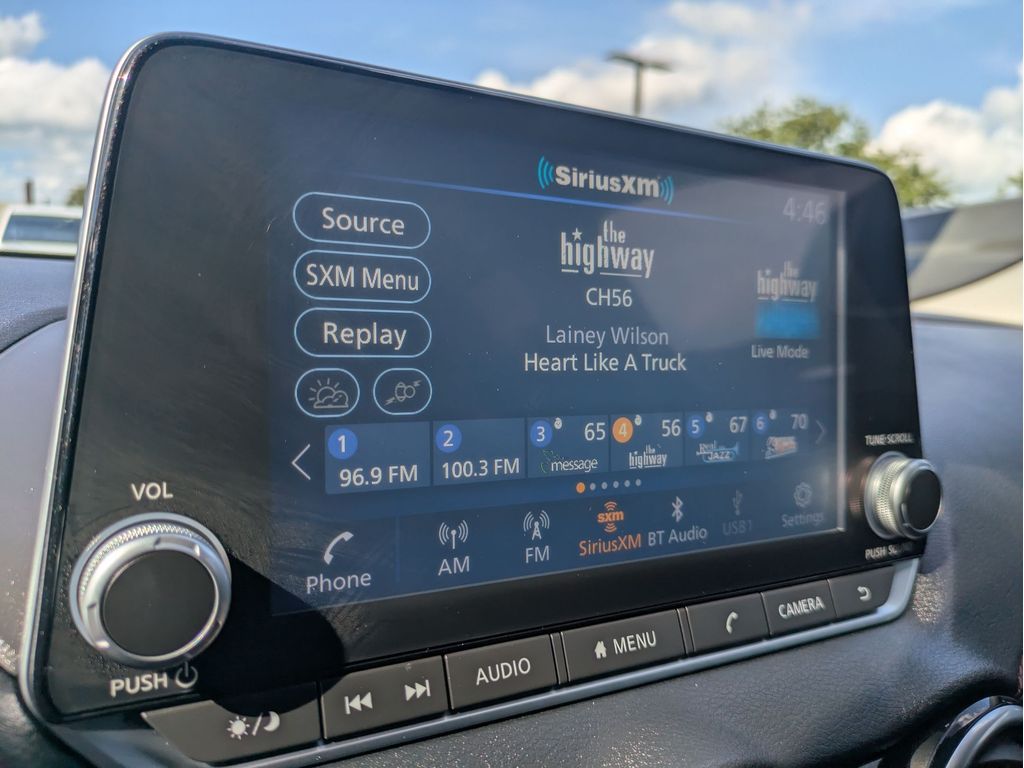 SiriusXM
4:46
Source
SXM Menu
Replay
the
highway
CH56
Lainey Wilson
Heart Like A Truck
the
highway
Live Mode
1
96.9 FM
2
100.3 FM
3 65
message
4 56
the
highway
5 67
Real
JAZZ
6 70
Phone
AM
FM
sxm
SiriusXM
BT Audio
USB1
Settings
VOL
PUSH
TUNE·SCROLL
PUSH
AUDIO
MENU
CAMERA